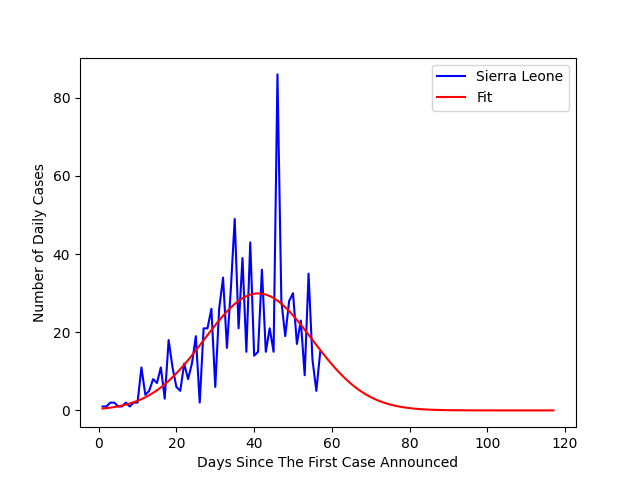 Sierra Leone
Fit
Number of Daily Cases
80
60
40
20
0
0 20 40 60 80 100 120
Days Since The First Case Announced